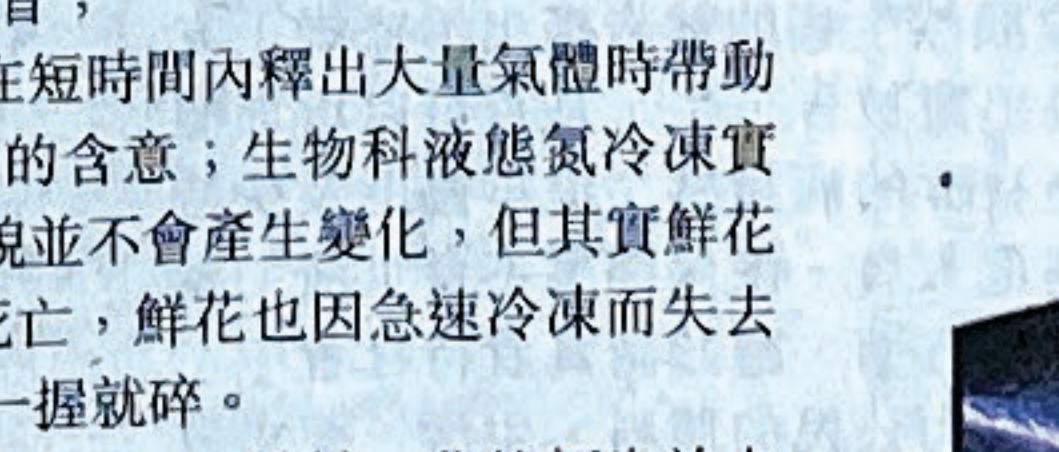 在短時間內釋出大量氣體時帶動
的含意；生物科液態氮冷凍實
貌並不會產生變化，但其實鮮花
死亡，鮮花也因急速冷凍而失去
一握就碎。